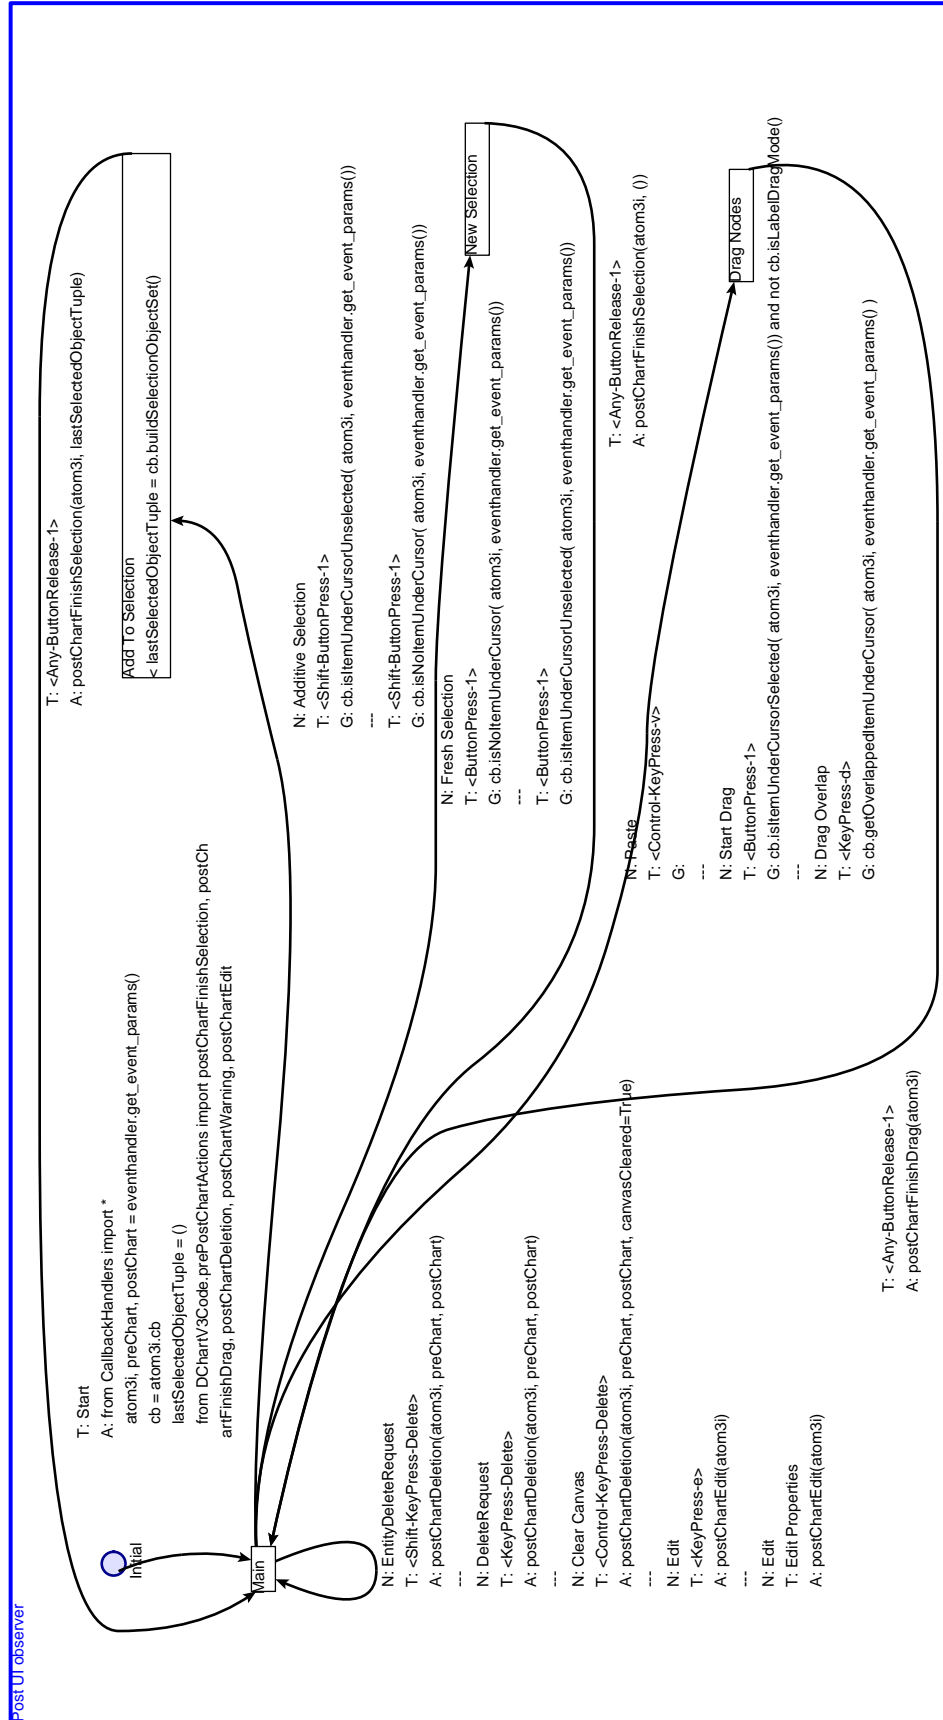 Post UI observer
Initial
Main
T: Start
A: from CallbackHandlers import *
atom3i, preChart, postChart = eventhandler.get_event_params()
cb = atom3i.cb
lastSelectedObjectTuple = ()
from DChartV3Code.prePostChartActions import postChartFinishSelection, postCh
artFinishDrag, postChartDeletion, postChartWarning, postChartEdit
N: EntityDeleteRequest
T: <Shift-KeyPress-Delete>
A: postChartDeletion(atom3i, preChart, postChart)
---
N: DeleteRequest
T: <KeyPress-Delete>
A: postChartDeletion(atom3i, preChart, postChart)
---
N: Clear Canvas
T: <Control-KeyPress-Delete>
A: postChartDeletion(atom3i, preChart, postChart, canvasCleared=True)
---
N: Edit
T: <KeyPress-e>
A: postChartEdit(atom3i)
---
N: Edit
T: Edit Properties
A: postChartEdit(atom3i)
T: <Any-ButtonRelease-1>
A: postChartFinishSelection(atom3i, lastSelectedObjectTuple)
Add To Selection
< lastSelectedObjectTuple = cb.buildSelectionObjectSet()
N: Additive Selection
T: <Shift-ButtonPress-1>
G: cb.isItemUnderCursorUnselected( atom3i, eventhandler.get_event_params())
---
T: <Shift-ButtonPress-1>
G: cb.isNoItemUnderCursor( atom3i, eventhandler.get_event_params())
N: Fresh Selection
T: <ButtonPress-1>
G: cb.isNoItemUnderCursor( atom3i, eventhandler.get_event_params())
---
T: <ButtonPress-1>
G: cb.isItemUnderCursorUnselected( atom3i, eventhandler.get_event_params())
New Selection
T: <Any-ButtonRelease-1>
A: postChartFinishSelection(atom3i, ())
N: Paste
T: <Control-KeyPress-v>
G:
---
N: Start Drag
T: <ButtonPress-1>
G: cb.isItemUnderCursorSelected( atom3i, eventhandler.get_event_params()) and not cb.isLabelDragMode()
---
N: Drag Overlap
T: <KeyPress-d>
G: cb.getOverlappedItemUnderCursor( atom3i, eventhandler.get_event_params() )
Drag Nodes
T: <Any-ButtonRelease-1>
A: postChartFinishDrag(atom3i)